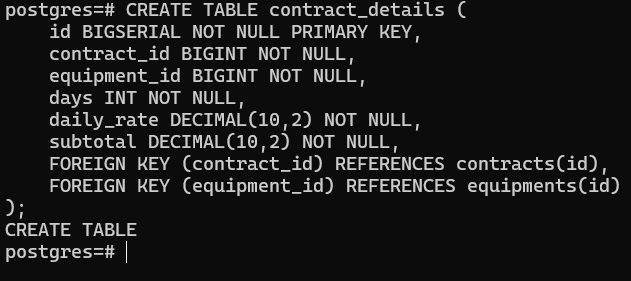 postgres=# CREATE TABLE contract_details (
    id BIGSERIAL NOT NULL PRIMARY KEY,
    contract_id BIGINT NOT NULL,
    equipment_id BIGINT NOT NULL,
    days INT NOT NULL,
    daily_rate DECIMAL(10,2) NOT NULL,
    subtotal DECIMAL(10,2) NOT NULL,
    FOREIGN KEY (contract_id) REFERENCES contracts(id),
    FOREIGN KEY (equipment_id) REFERENCES equipments(id)
);
CREATE TABLE
postgres=#